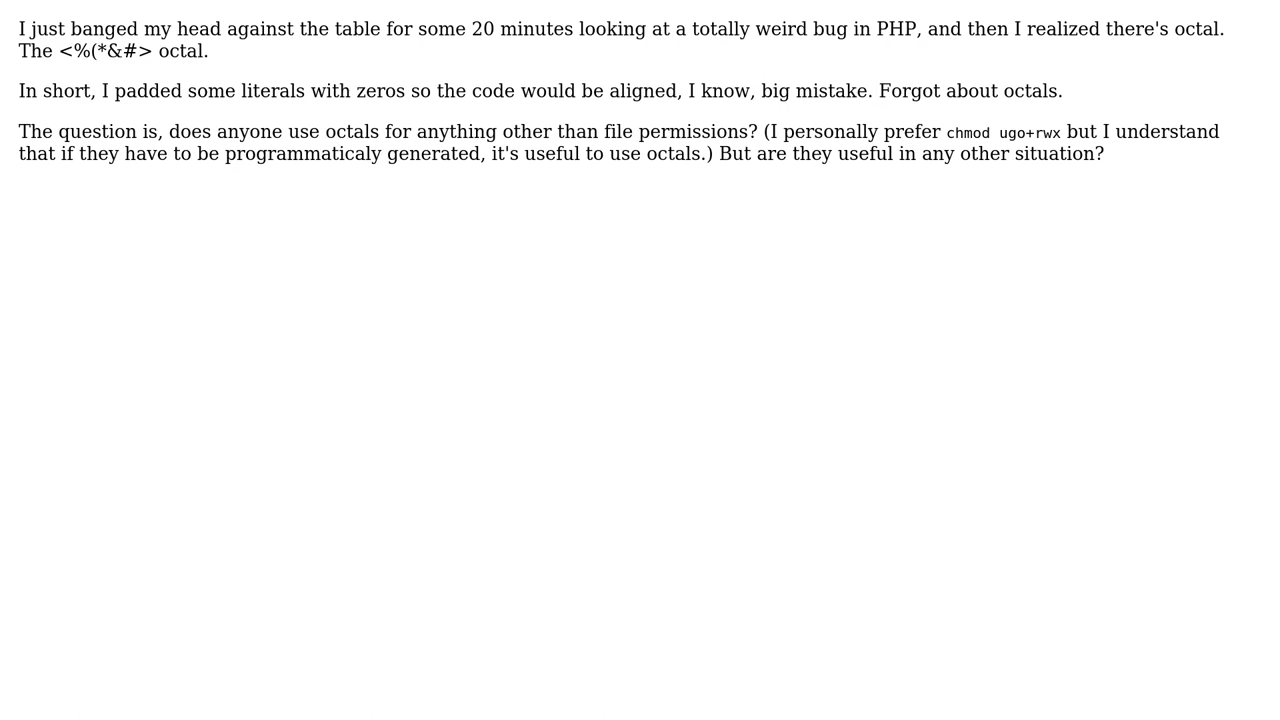 I just banged my head against the table for some 20 minutes looking at a totally weird bug in PHP, and then I realized there's octal.
The <%(*&#> octal.
In short, I padded some literals with zeros so the code would be aligned, I know, big mistake. Forgot about octals.
The question is, does anyone use octals for anything other than file permissions? (I personally prefer chmod ugo+rwx but I understand
that if they have to be programmaticaly generated, it's useful to use octals.) But are they useful in any other situation?